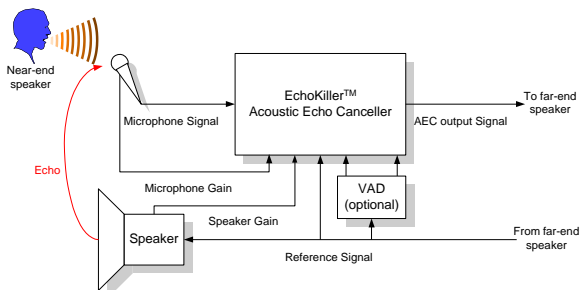 Near-end
speaker
EchoKiller™
Acoustic Echo Canceller
Microphone Signal
To far-end
speaker
AEC output Signal
Echo
Microphone Gain
VAD
(optional)
Speaker Gain
Speaker
From far-end
speaker
Reference Signal